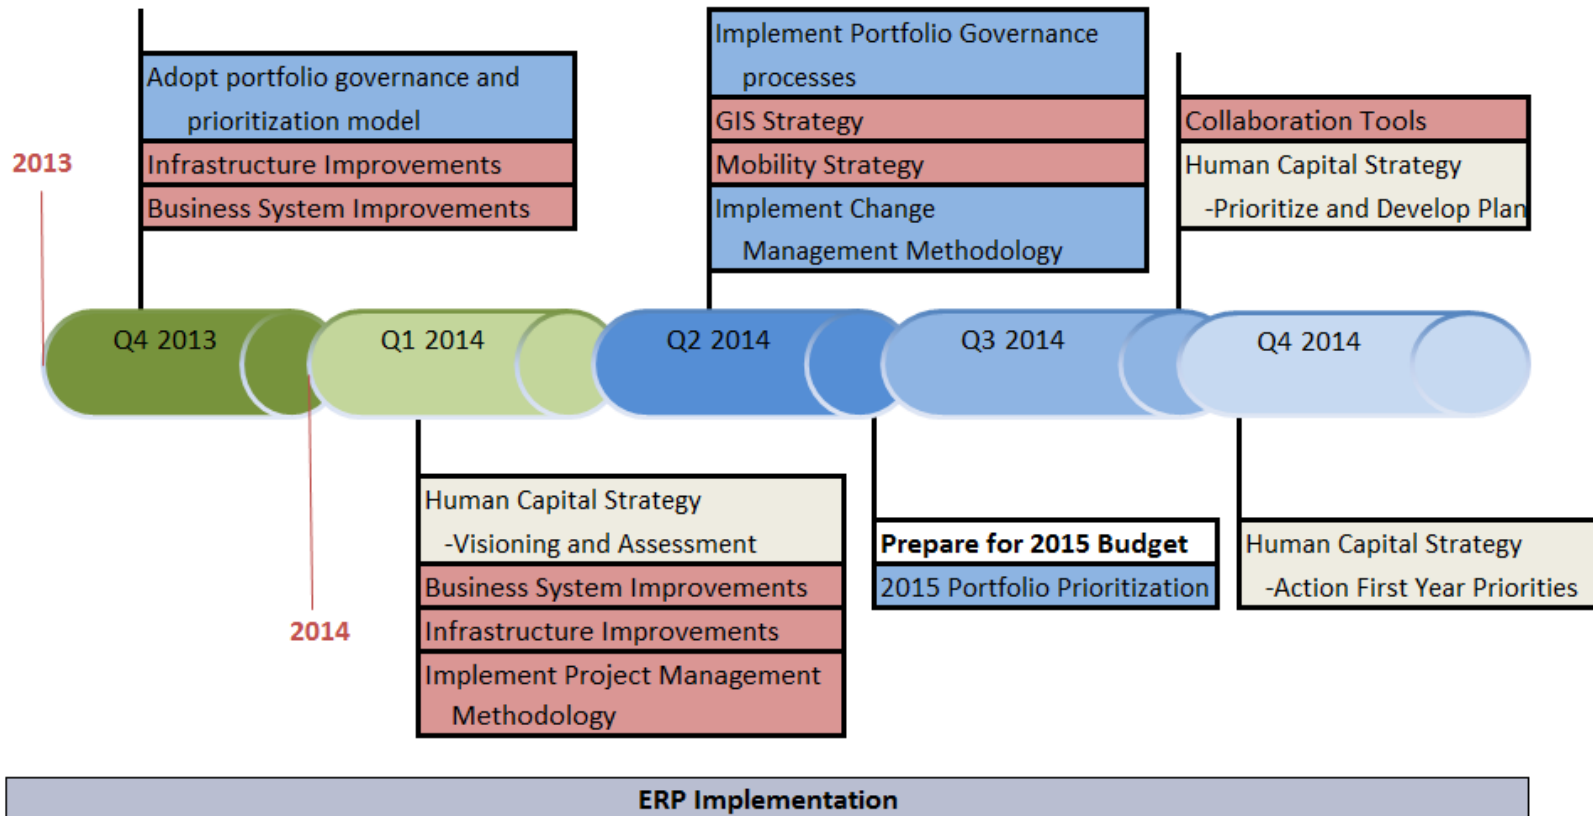 Adopt portfolio governance and
prioritization model
Infrastructure Improvements
Business System Improvements
Implement Portfolio Governance
processes
GIS Strategy
Mobility Strategy
Implement Change
Management Methodology
Collaboration Tools
Human Capital Strategy
-Prioritize and Develop Plan
2013
Q4 2013
Q1 2014
Q2 2014
Q3 2014
Q4 2014
2014
Human Capital Strategy
-Visioning and Assessment
Business System Improvements
Infrastructure Improvements
Implement Project Management
Methodology
Prepare for 2015 Budget
2015 Portfolio Prioritization
Human Capital Strategy
-Action First Year Priorities
ERP Implementation